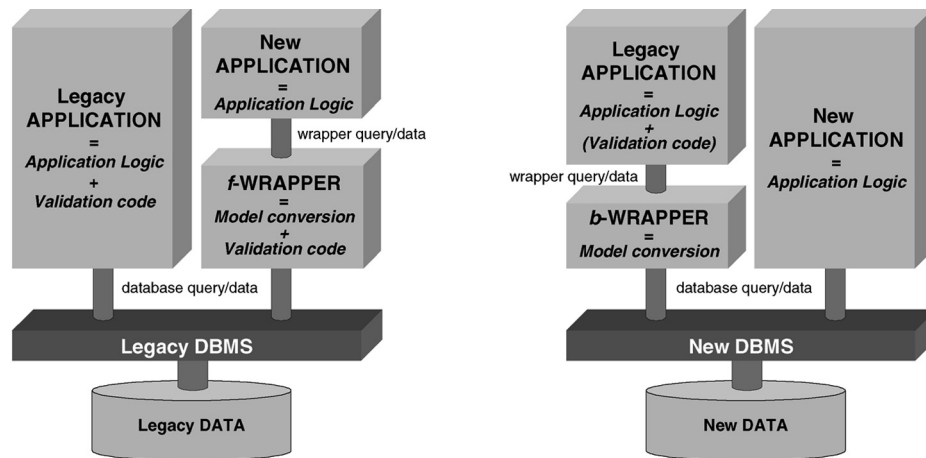 Legacy
APPLICATION
=
Application Logic
+
Validation code
New
APPLICATION
=
Application Logic
wrapper query/data
f-WRAPPER
=
Model conversion
+
Validation code
database query/data
Legacy DBMS
Legacy DATA
Legacy
APPLICATION
=
Application Logic
+
(Validation code)
wrapper query/data
b-WRAPPER
=
Model conversion
New
APPLICATION
=
Application Logic
database query/data
New DBMS
New DATA